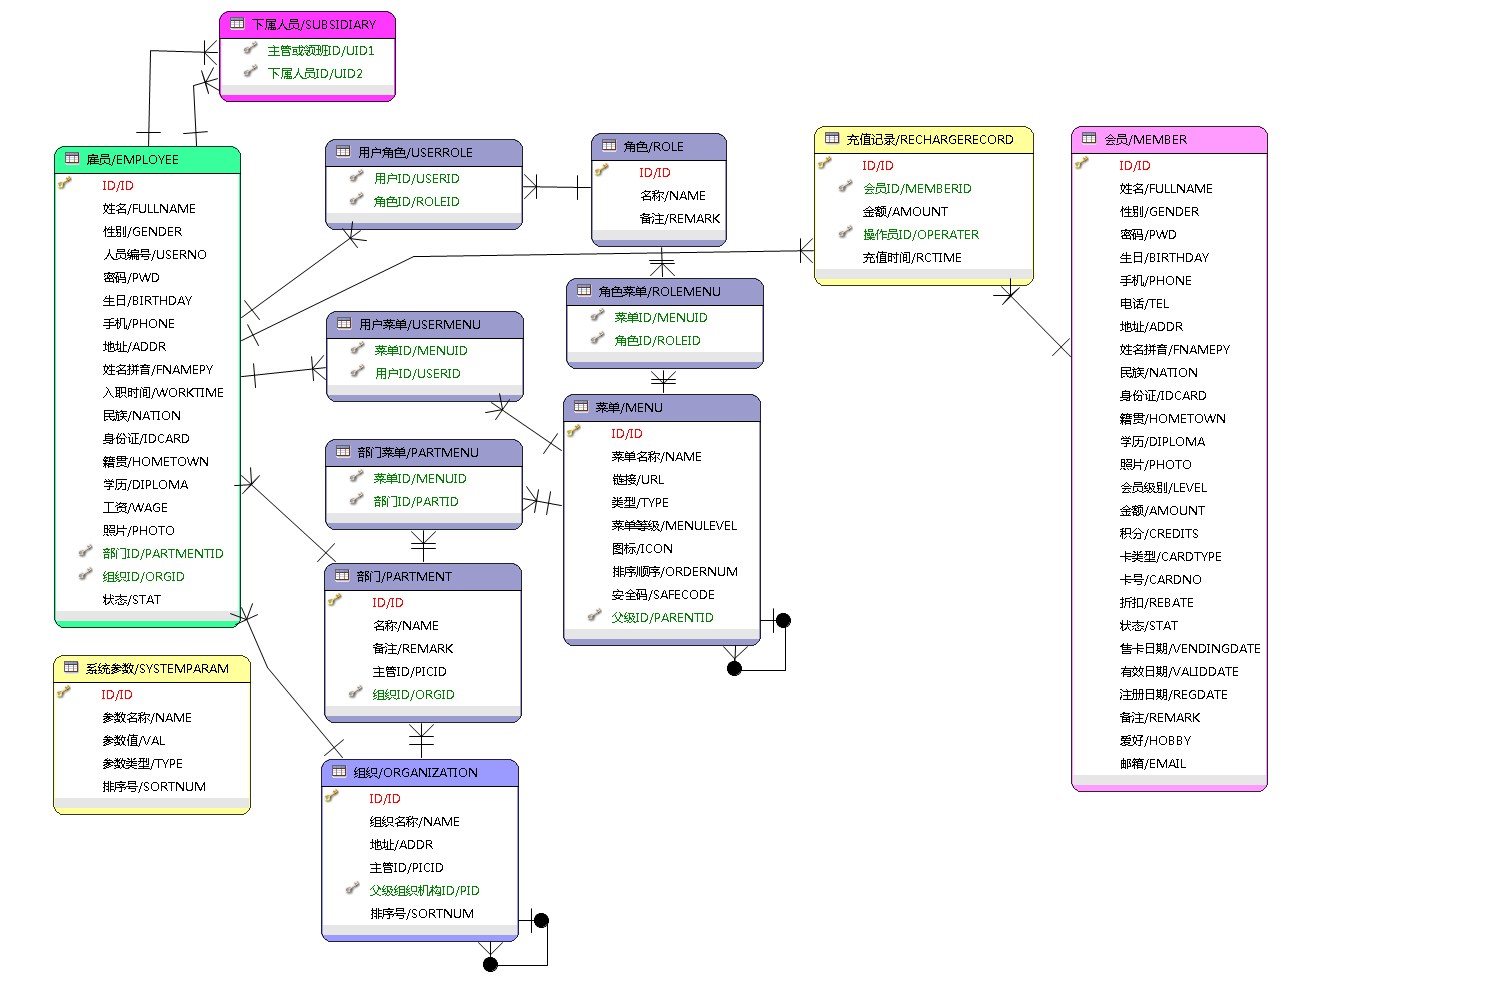 下属人员/SUBSIDIARY
主管或领班ID/UID1
下属人员ID/UID2
雇员/EMPLOYEE
ID/ID
姓名/FULLNAME
性别/GENDER
人员编号/USERNO
密码/PWD
生日/BIRTHDAY
手机/PHONE
地址/ADDR
姓名拼音/FNAMEPY
入职时间/WORKTIME
民族/NATION
身份证/IDCARD
籍贯/HOMETOWN
学历/DIPLOMA
工资/WAGE
照片/PHOTO
部门ID/PARTMENTID
组织ID/ORGID
状态/STAT
系统参数/SYSTEMPARAM
ID/ID
参数名称/NAME
参数值/VAL
参数类型/TYPE
排序号/SORTNUM
用户角色/USERROLE
用户ID/USERID
角色ID/ROLEID
用户菜单/USERMENU
菜单ID/MENUID
用户ID/USERID
部门菜单/PARTMENU
菜单ID/MENUID
部门ID/PARTID
部门/PARTMENT
ID/ID
名称/NAME
备注/REMARK
主管ID/PICID
组织ID/ORGID
组织/ORGANIZATION
ID/ID
组织名称/NAME
地址/ADDR
主管ID/PICID
父级组织机构ID/PID
排序号/SORTNUM
角色/ROLE
ID/ID
名称/NAME
备注/REMARK
角色菜单/ROLEMENU
菜单ID/MENUID
角色ID/ROLEID
菜单/MENU
ID/ID
菜单名称/NAME
链接/URL
类型/TYPE
菜单等级/MENULEVEL
图标/ICON
排序顺序/ORDERNUM
安全码/SAFECODE
父级ID/PARENTID
充值记录/RECHARGERECORD
ID/ID
会员ID/MEMBERID
金额/AMOUNT
操作员ID/OPERATER
充值时间/RCTIME
会员/MEMBER
ID/ID
姓名/FULLNAME
性别/GENDER
密码/PWD
生日/BIRTHDAY
手机/PHONE
电话/TEL
地址/ADDR
姓名拼音/FNAMEPY
民族/NATION
身份证/IDCARD
籍贯/HOMETOWN
学历/DIPLOMA
照片/PHOTO
会员级别/LEVEL
金额/AMOUNT
积分/CREDITS
卡类型/CARDTYPE
卡号/CARDNO
折扣/REBATE
状态/STAT
售卡日期/VENDINGDATE
有效日期/VALIDDATE
注册日期/REGDATE
备注/REMARK
爱好/HOBBY
邮箱/EMAIL